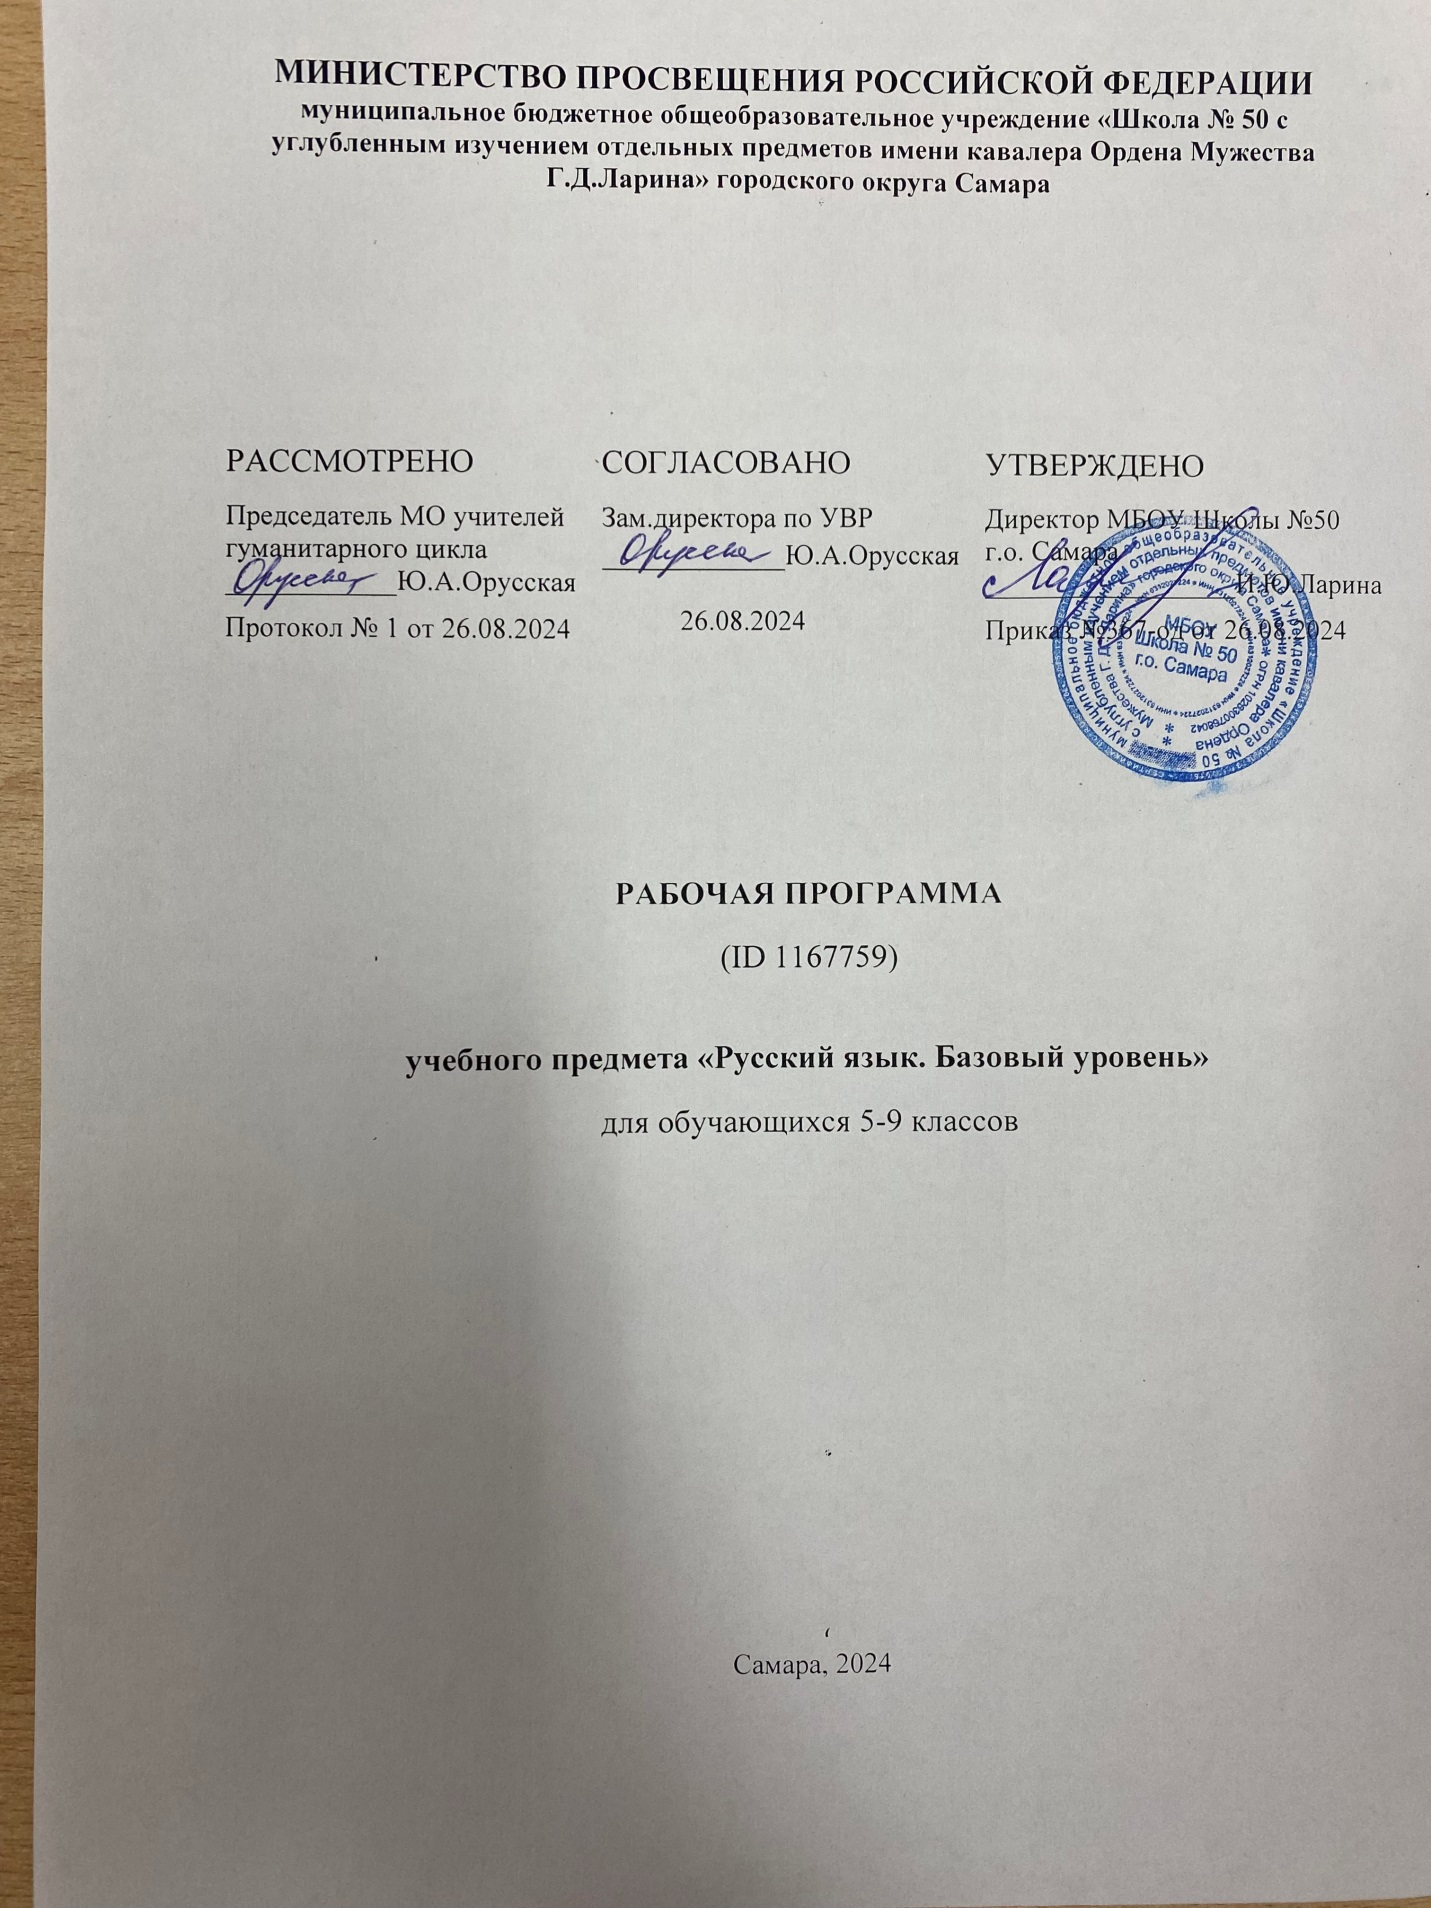 МИНИСТЕРСТВО ПРОСВЕЩЕНИЯ РОССИЙСКОЙ ФЕДЕРАЦИИ
муниципальное бюджетное общеобразовательное учреждение «Школа № 50 с
углубленным изучением отдельных предметов имени кавалера Ордена Мужества
Г.Д.Ларина» городского округа Самара
РАССМОТРЕНО
Председатель МО учителей
гуманитарного цикла
Ю.А.Орусская
Протокол № 1 от 26.08.2024
СОГЛАСОВАНО
Зам.директора по УВР
Ю.А.Орусская
26.08.2024
УТВЕРЖДЕНО
Директор МБОУ Школы №50
г.о. Самара
И.Ю.Ларина
Приказ №367-од от 26.08.2024
МБОУ
Школа № 50
г.о. Самара
РАБОЧАЯ ПРОГРАММА
(ID 1167759)
учебного предмета «Русский язык. Базовый уровень»
для обучающихся 5-9 классов
Самара, 2024